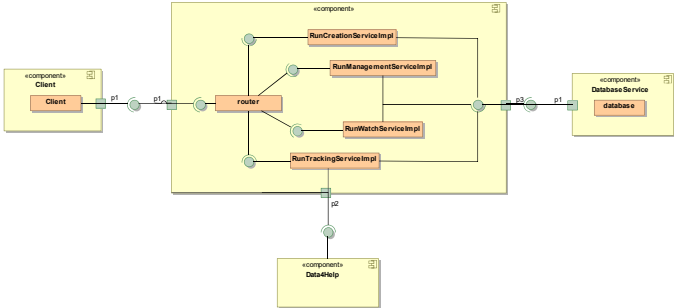 «component»
RunCreationServiceImpl
RunManagementServiceImpl
«component»
Client
Client
p1
p1
router
p3
p1
«component»
DatabaseService
database
RunWatchServiceImpl
RunTrackingServiceImpl
p2
«component»
Data4Help